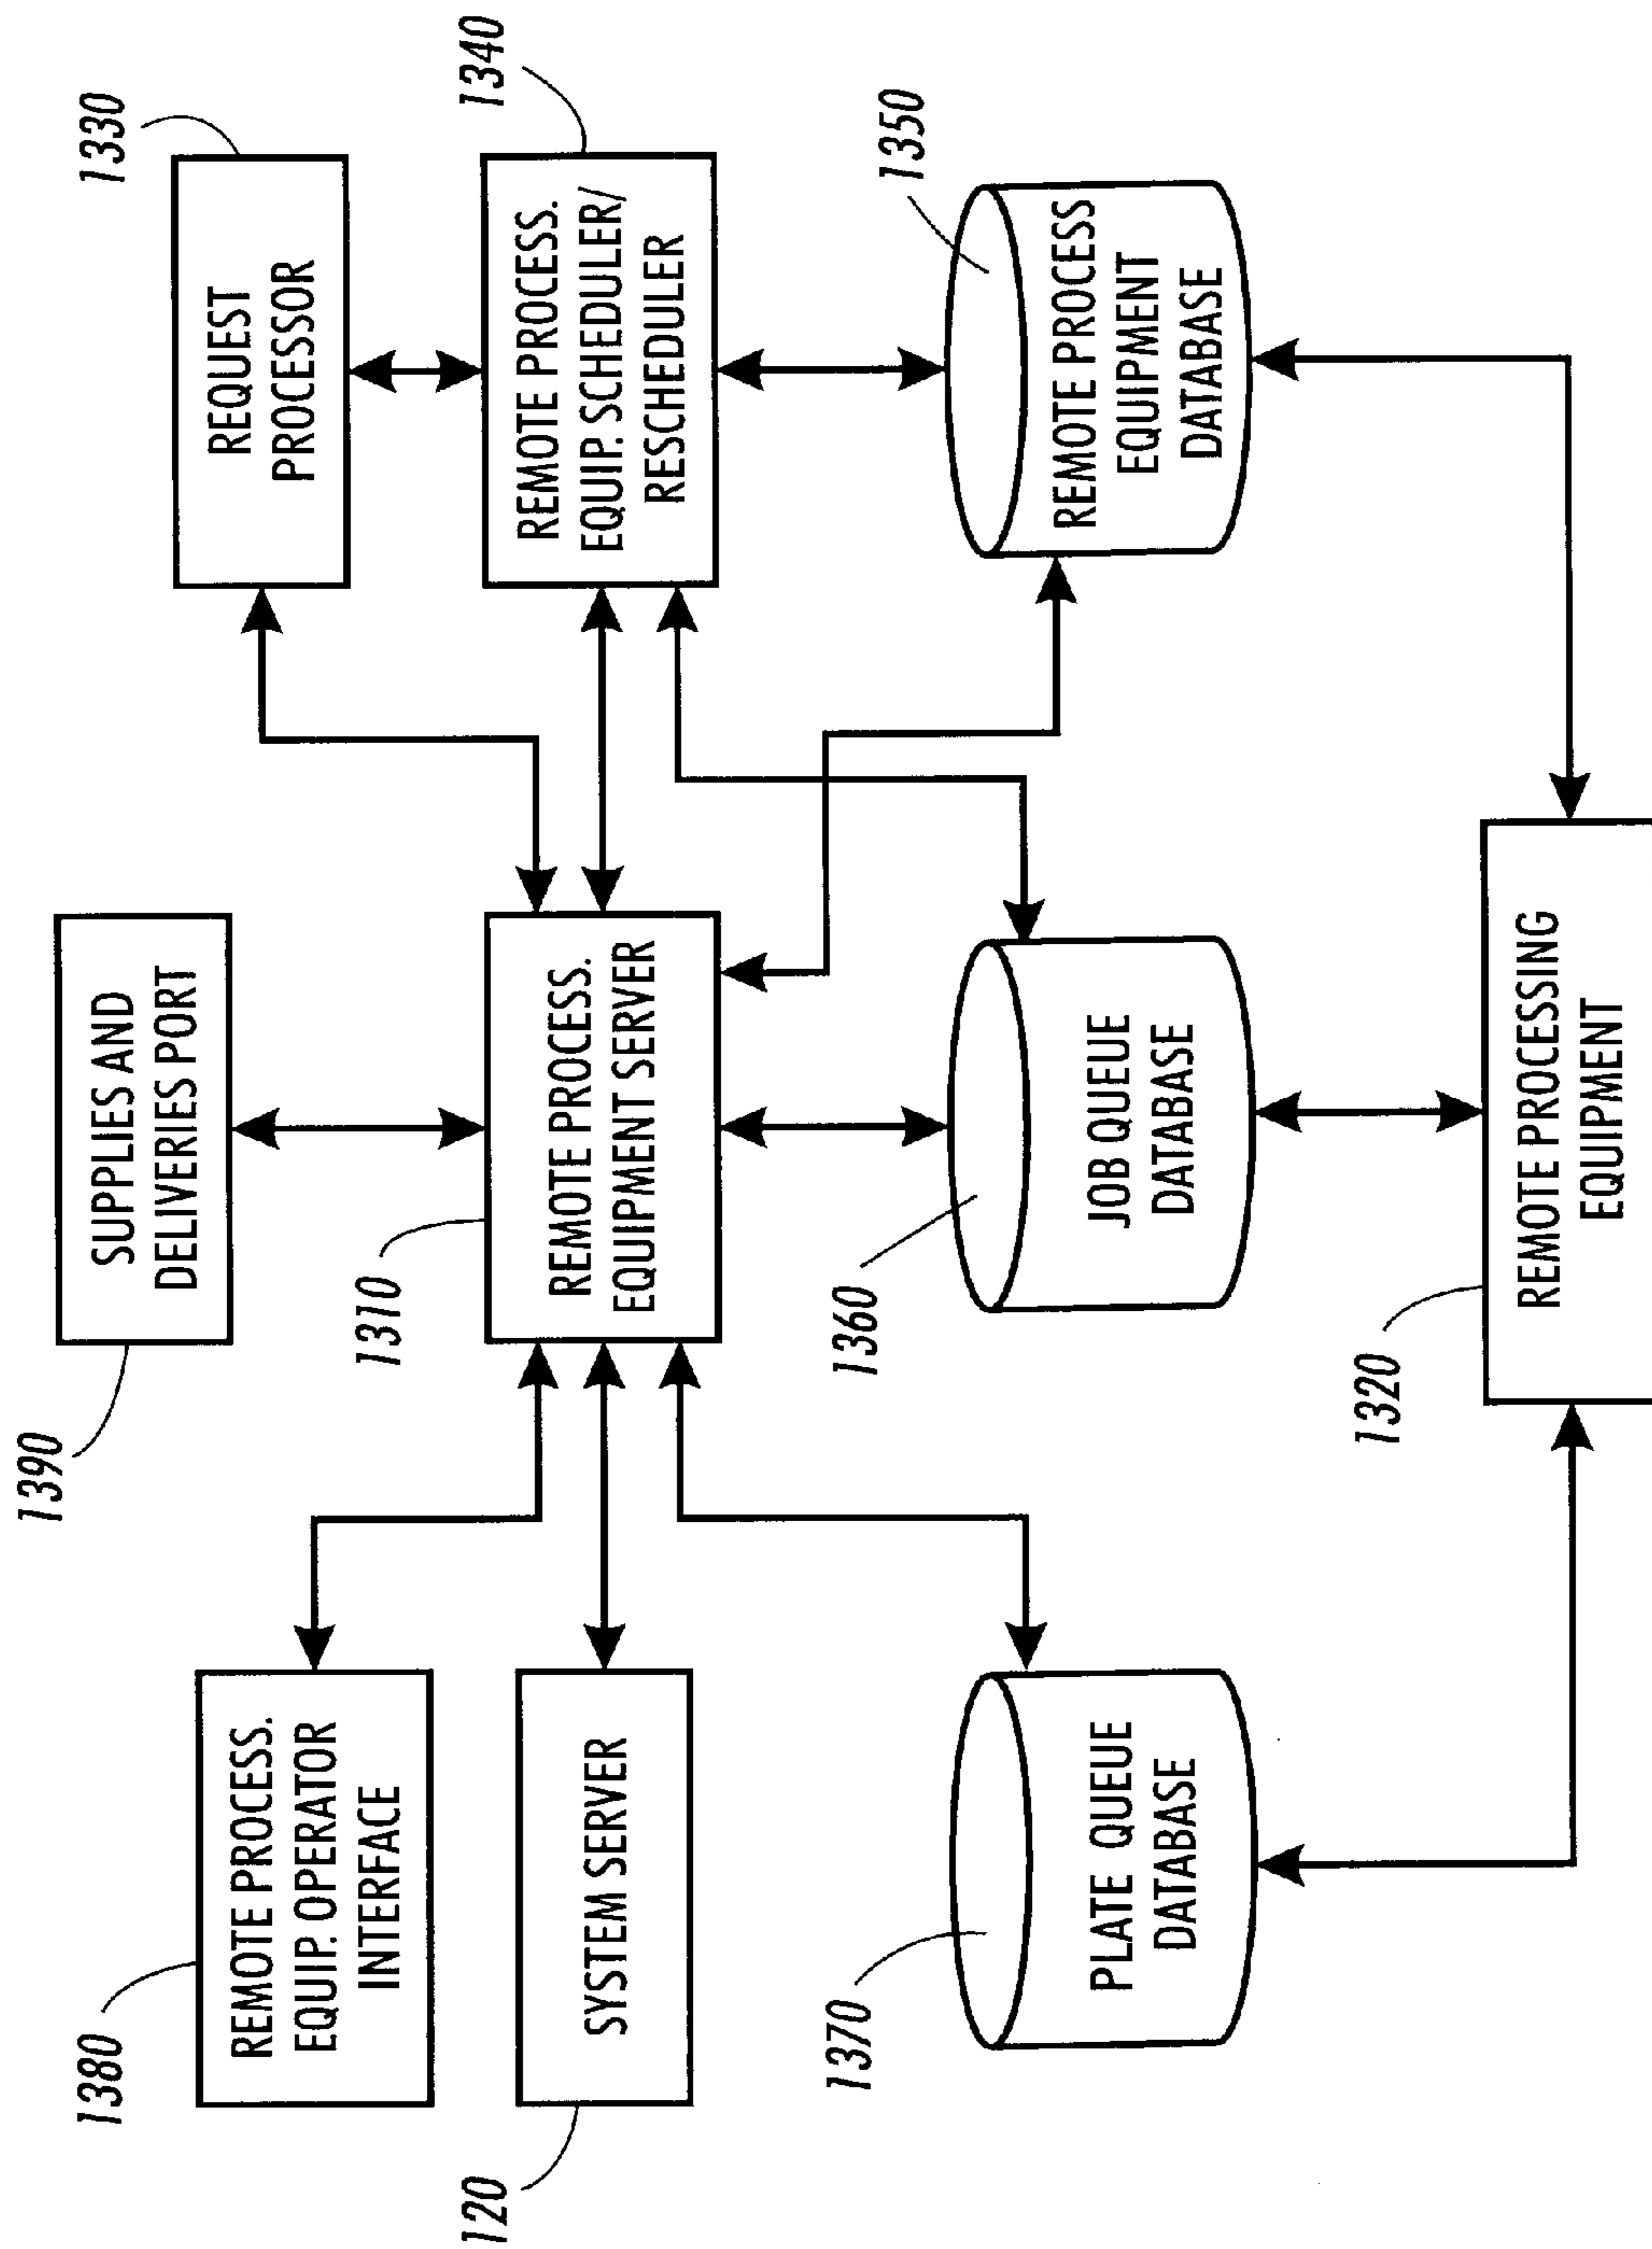 1390
SUPPLIES AND
DELIVERIES PORT
1380
REMOTE PROCESS.
EQUIP. OPERATOR
INTERFACE
1330
REQUEST
PROCESSOR
1310
REMOTE PROCESS.
EQUIPMENT SERVER
120
SYSTEM SERVER
1340
REMOTE PROCESS.
EQUIP. SCHEDULER/
RESCHEDULER
1370
PLATE QUEUE
DATABASE
1360
JOB QUEUE
DATABASE
1350
REMOTE PROCESS
EQUIPMENT
DATABASE
1320
REMOTE PROCESSING
EQUIPMENT